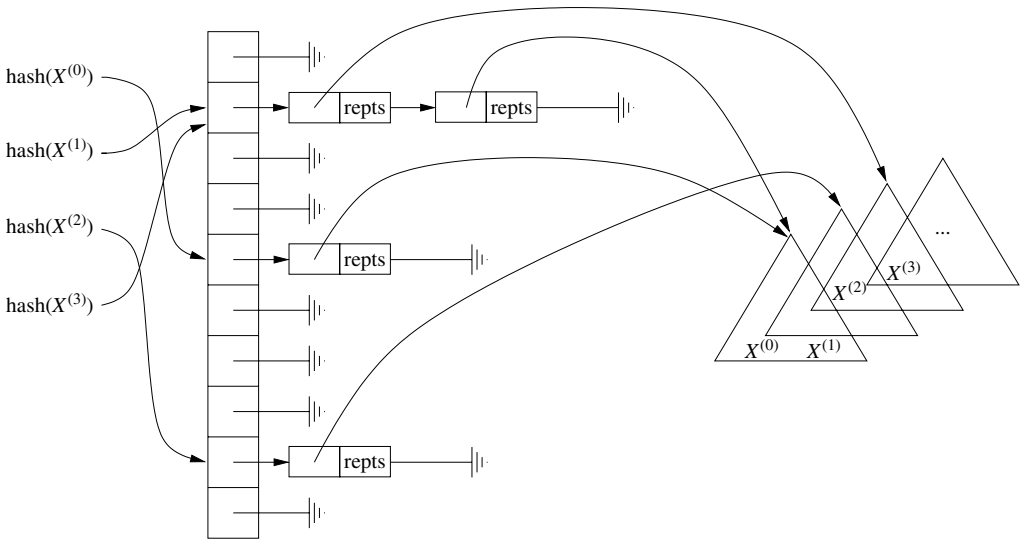 hash(X⁽⁰⁾)
hash(X⁽¹⁾)
hash(X⁽²⁾)
hash(X⁽³⁾)
repts
repts
repts
repts
...
X⁽³⁾
X⁽²⁾
X⁽⁰⁾
X⁽¹⁾